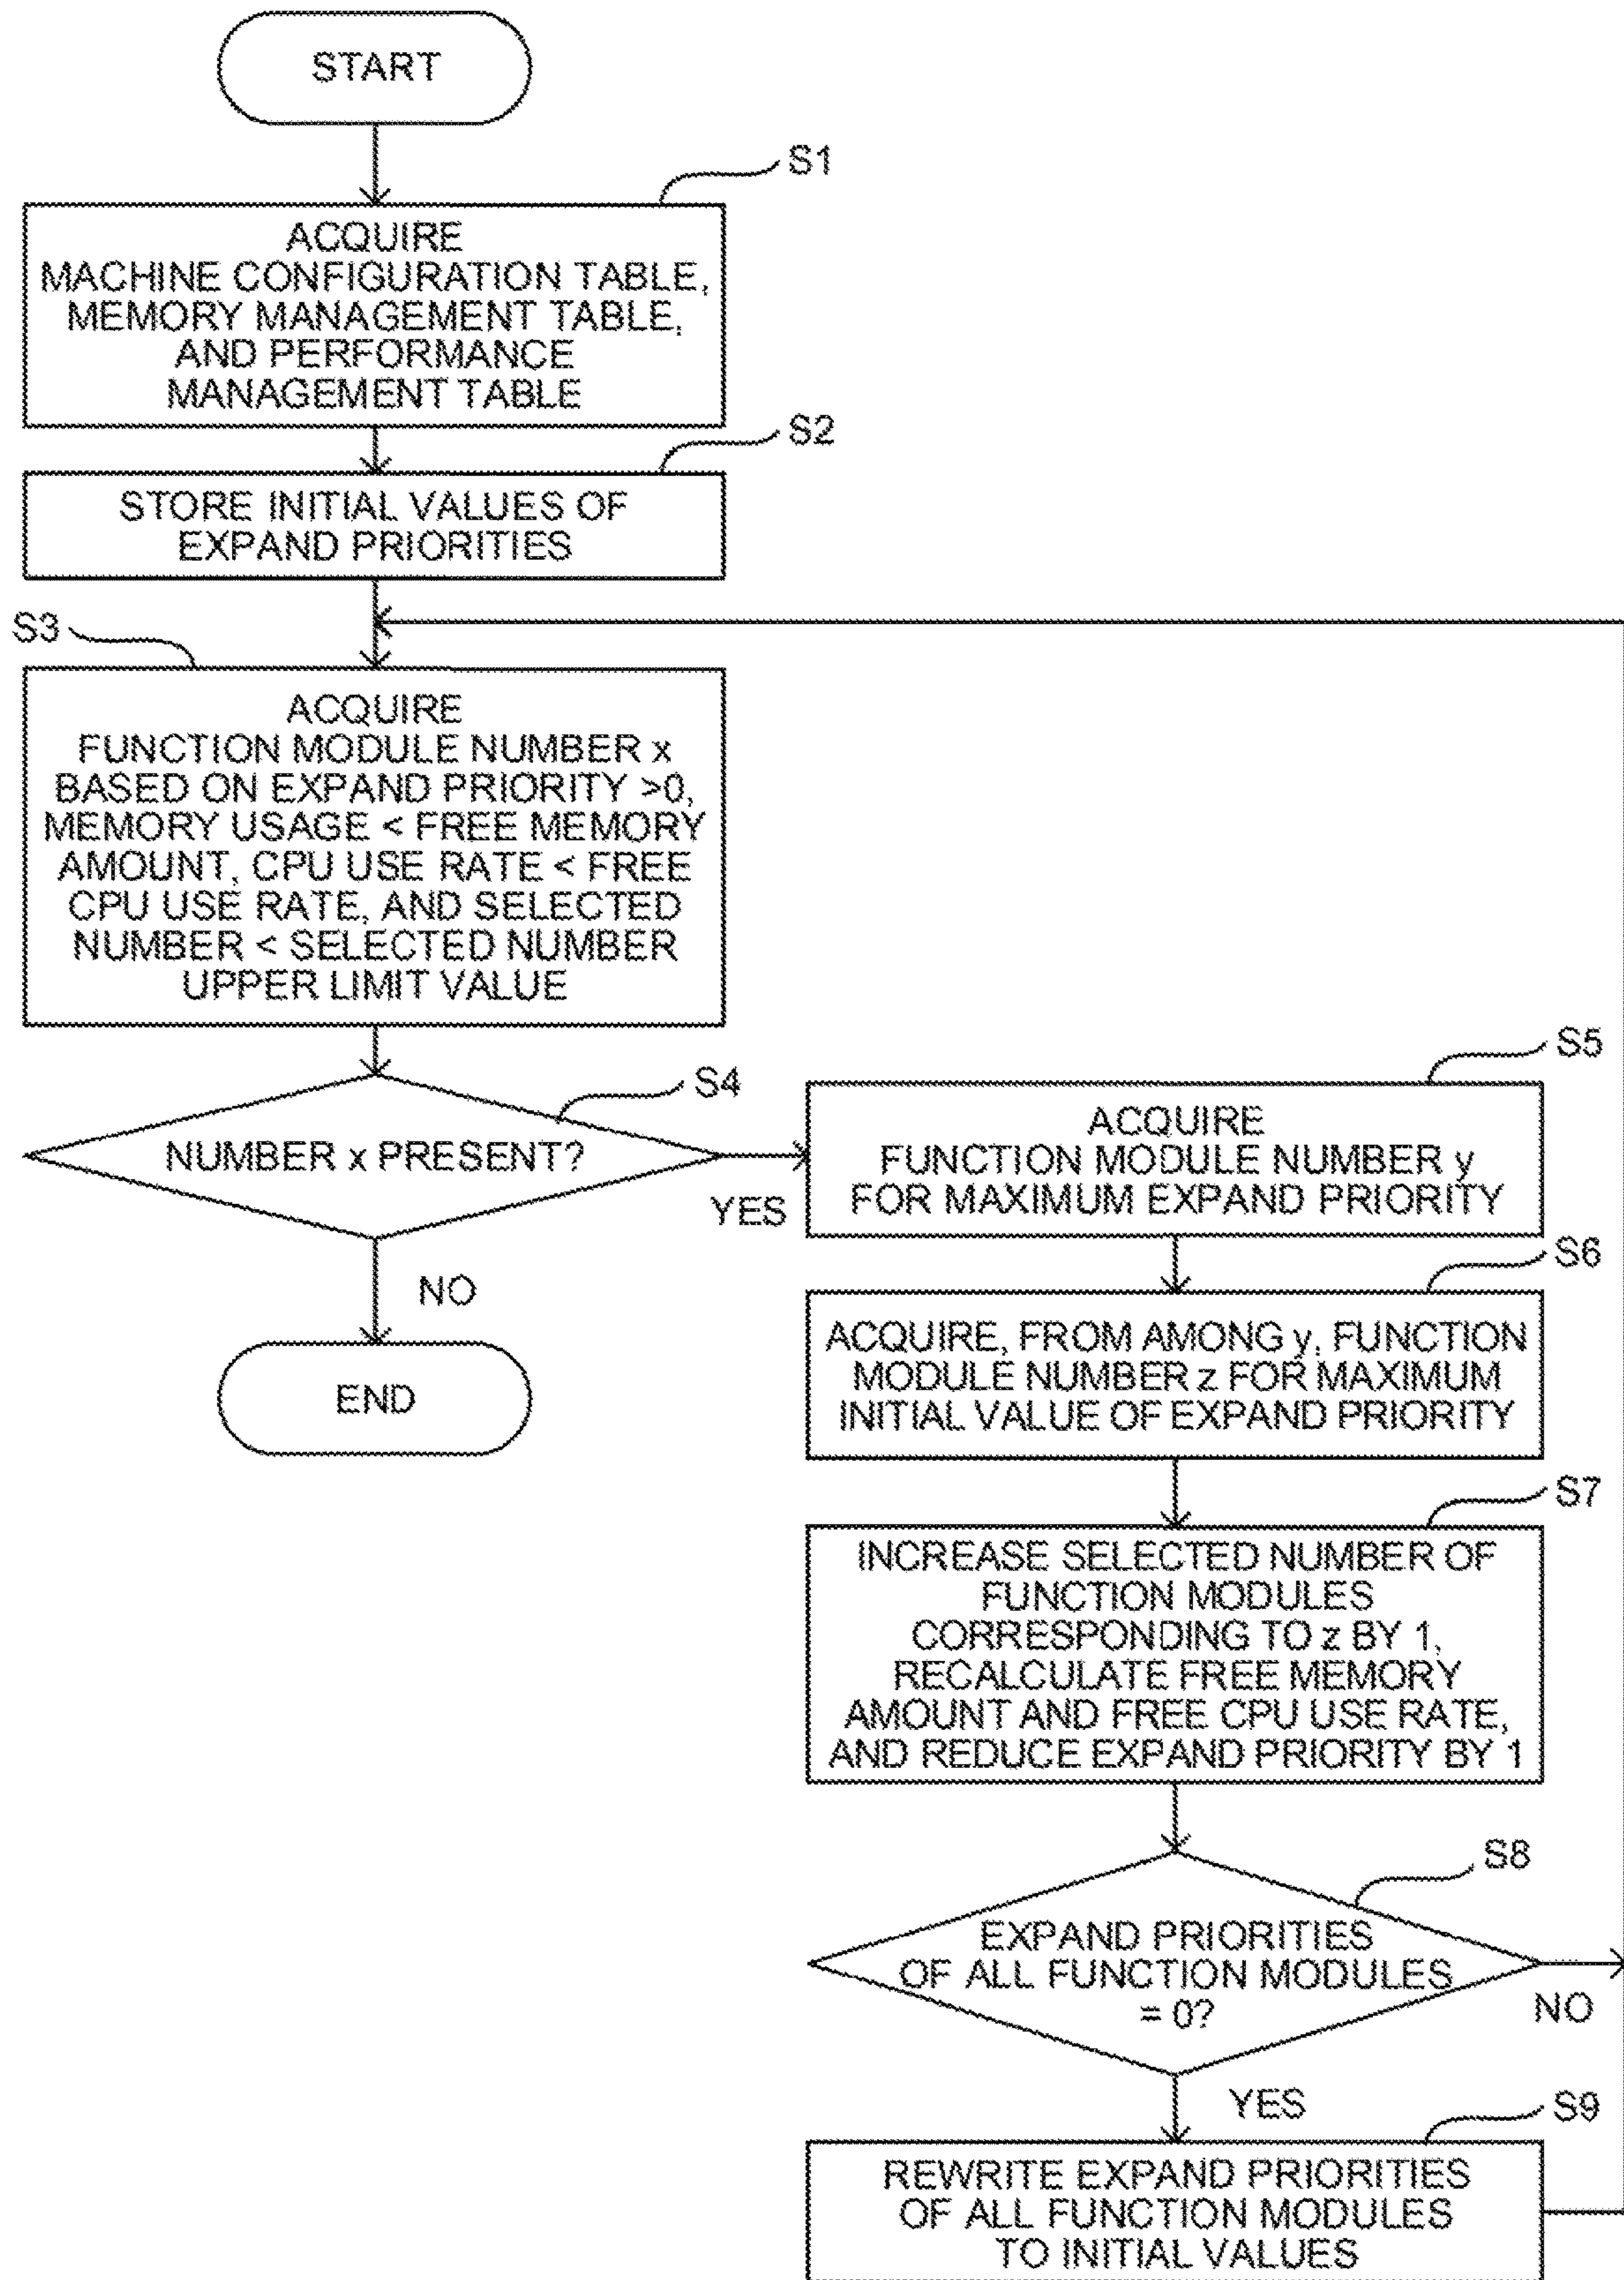 START
S1
ACQUIRE
MACHINE CONFIGURATION TABLE,
MEMORY MANAGEMENT TABLE,
AND PERFORMANCE
MANAGEMENT TABLE
S2
STORE INITIAL VALUES OF
EXPAND PRIORITIES
S3
ACQUIRE
FUNCTION MODULE NUMBER x
BASED ON EXPAND PRIORITY >0,
MEMORY USAGE < FREE MEMORY
AMOUNT, CPU USE RATE < FREE
CPU USE RATE, AND SELECTED
NUMBER < SELECTED NUMBER
UPPER LIMIT VALUE
S4
NUMBER x PRESENT?
YES
NO
END
S5
ACQUIRE
FUNCTION MODULE NUMBER y
FOR MAXIMUM EXPAND PRIORITY
S6
ACQUIRE, FROM AMONG y, FUNCTION
MODULE NUMBER z FOR MAXIMUM
INITIAL VALUE OF EXPAND PRIORITY
S7
INCREASE SELECTED NUMBER OF
FUNCTION MODULES
CORRESPONDING TO z BY 1,
RECALCULATE FREE MEMORY
AMOUNT AND FREE CPU USE RATE,
AND REDUCE EXPAND PRIORITY BY 1
S8
EXPAND PRIORITIES
OF ALL FUNCTION MODULES
= 0?
NO
YES
S9
REWRITE EXPAND PRIORITIES
OF ALL FUNCTION MODULES
TO INITIAL VALUES